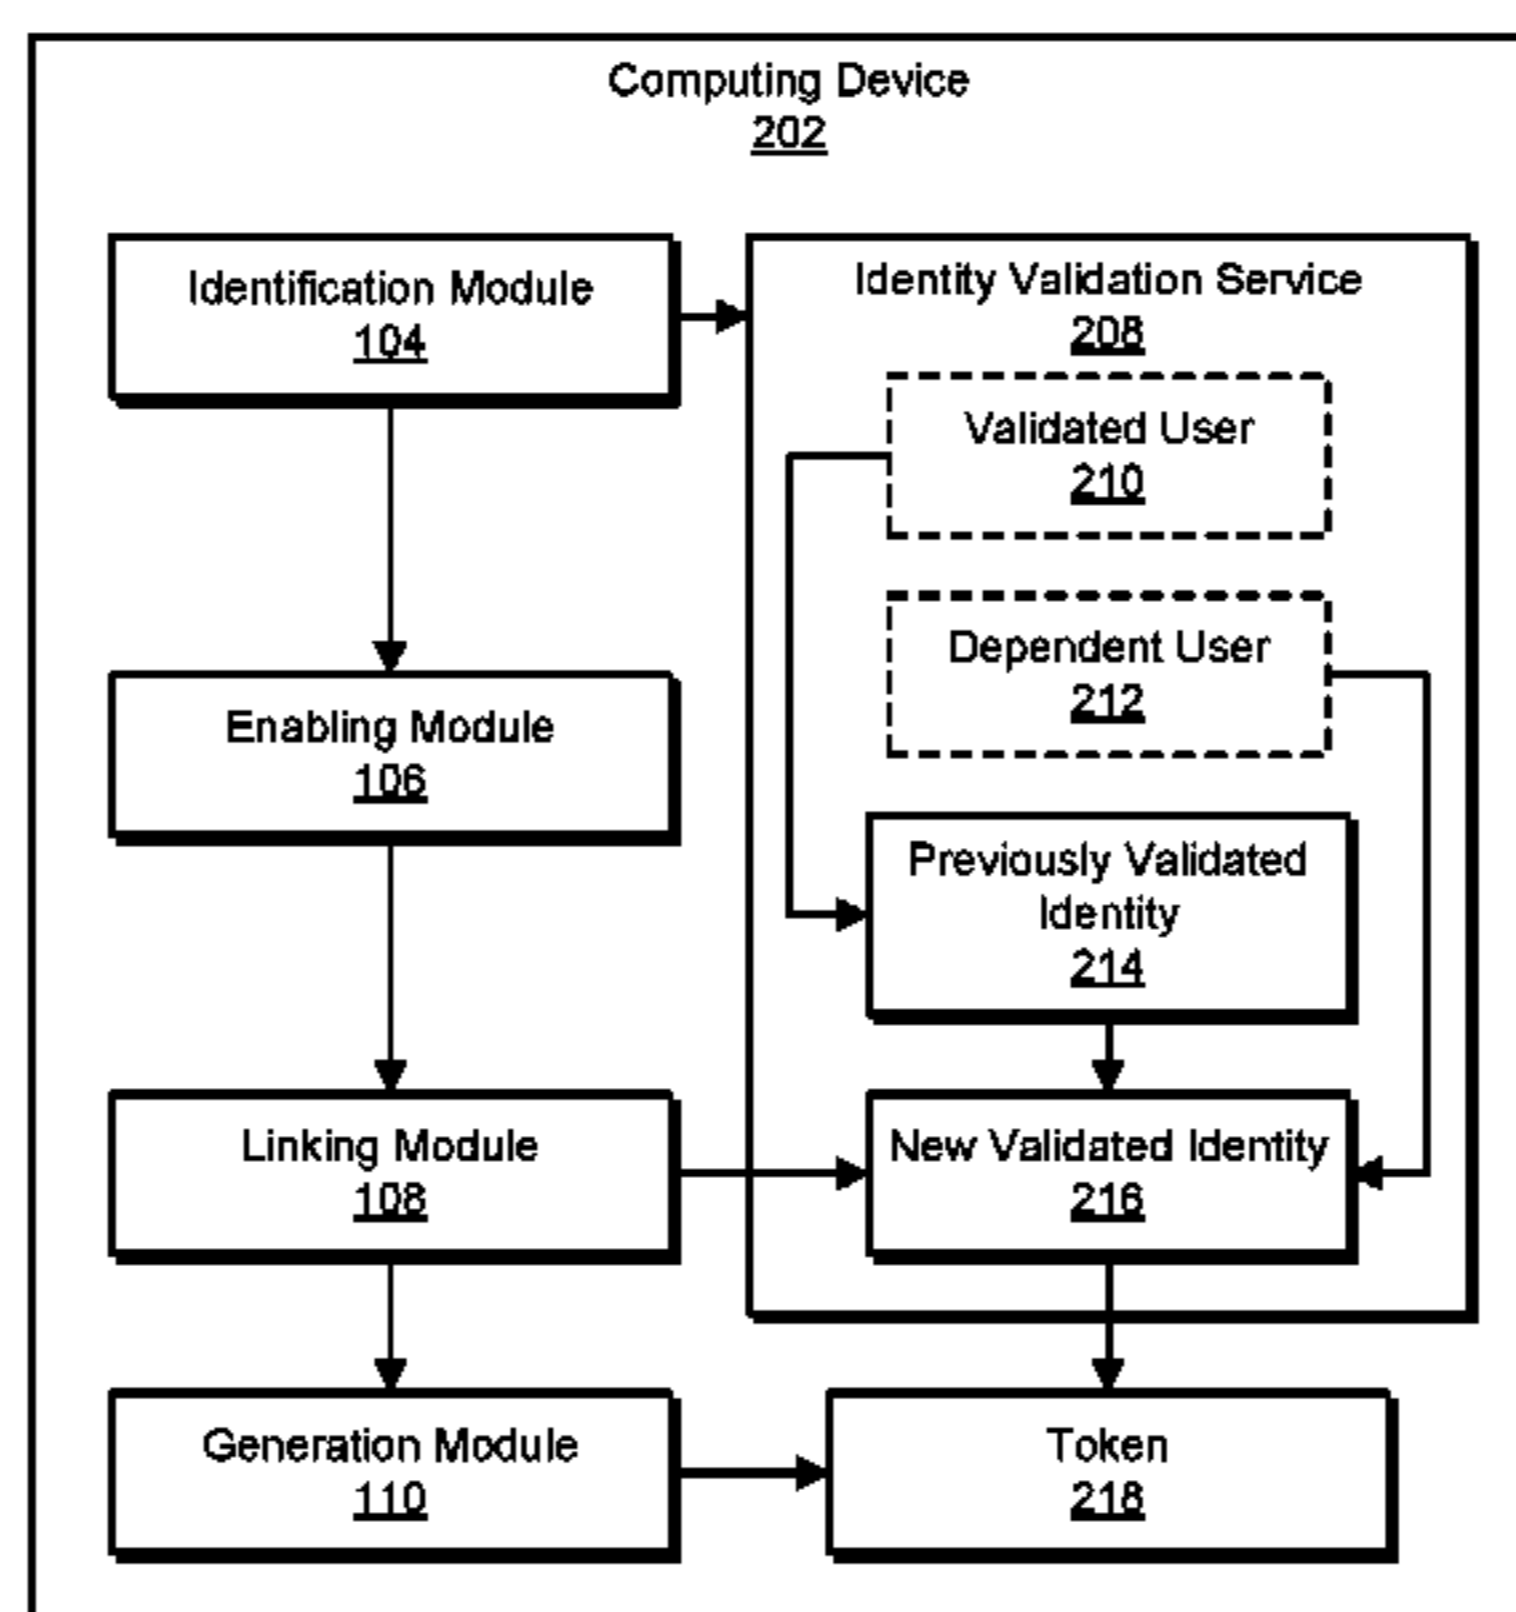 Computing Device
202
Identification Module
104
Identity Validation Service
208
Validated User
210
Dependent User
212
Enabling Module
106
Previously Validated
Identity
214
Linking Module
108
New Validated Identity
216
Generation Module
110
Token
218